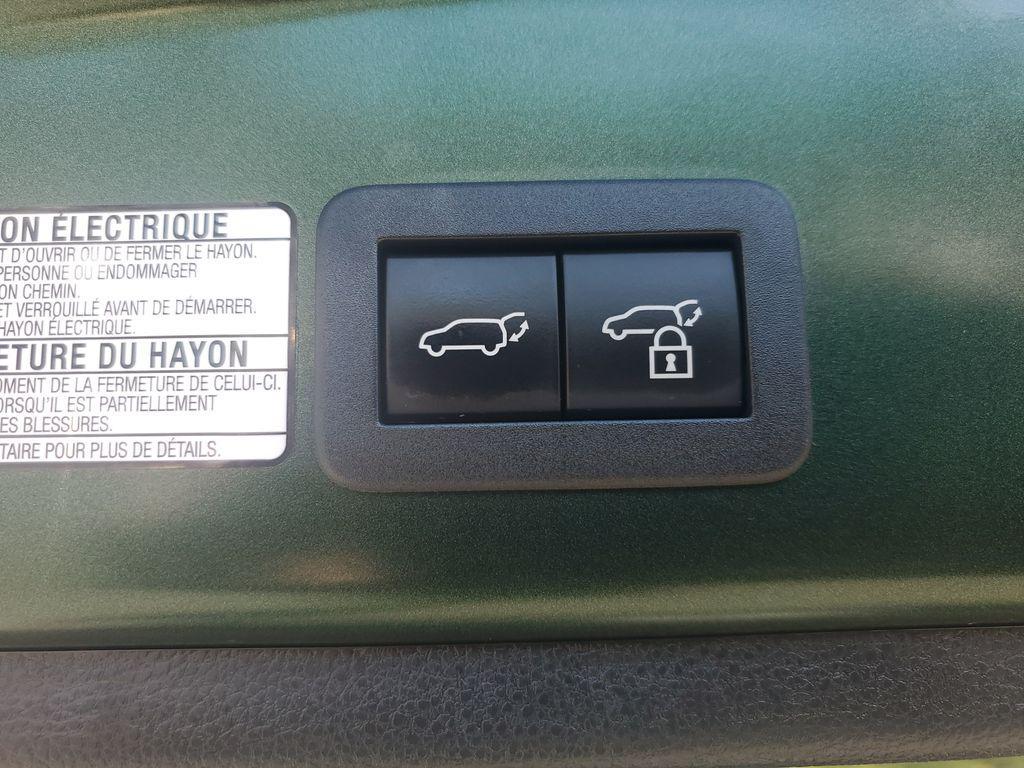 ON ÉLECTRIQUE
T D'OUVRIR OU DE FERMER LE HAYON.
PERSONNE OU ENDOMMAGER
ON CHEMIN.
ET VERROUILLÉ AVANT DE DÉMARRER.
HAYON ÉLECTRIQUE.
ETURE DU HAYON
OMENT DE LA FERMETURE DE CELUI-CI.
ORSQU'IL EST PARTIELLEMENT
ES BLESSURES.
TAIRE POUR PLUS DE DÉTAILS.